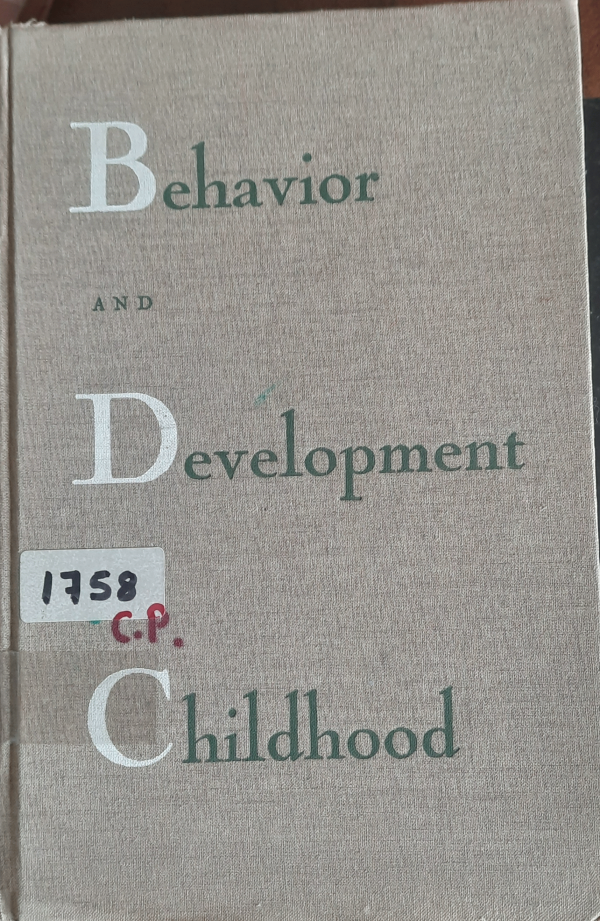 Behavior
AND
Development
1758
C.P.
Childhood